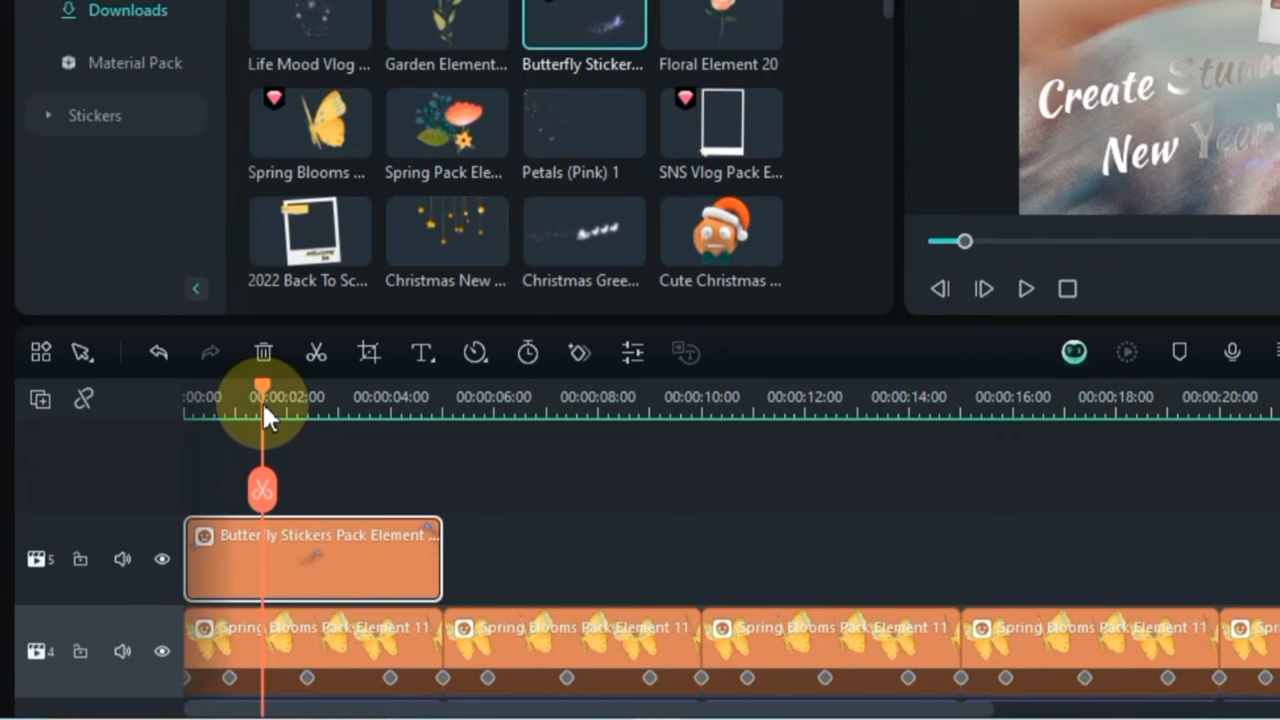 Downloads
Material Pack
Stickers
Life Mood Vlog ...
Garden Element...
Butterfly Sticker...
Floral Element 20
Spring Blooms ...
Spring Pack Ele...
Petals (Pink) 1
SNS Vlog Pack E...
2022 Back To Sc...
Christmas New ...
Christmas Gree...
Cute Christmas ...
Create Stunn
New Year
:00:00
00:00:02:00
00:00:04:00
00:00:06:00
00:00:08:00
00:00:10:00
00:00:12:00
00:00:14:00
00:00:16:00
00:00:18:00
00:00:20:00
5
Butterfly Stickers Pack Element ...
4
Spring Blooms Pack Element 11
Spring Blooms Pack Element 11
Spring Blooms Pack Element 11
Spring Blooms Pack Element 11
Spr